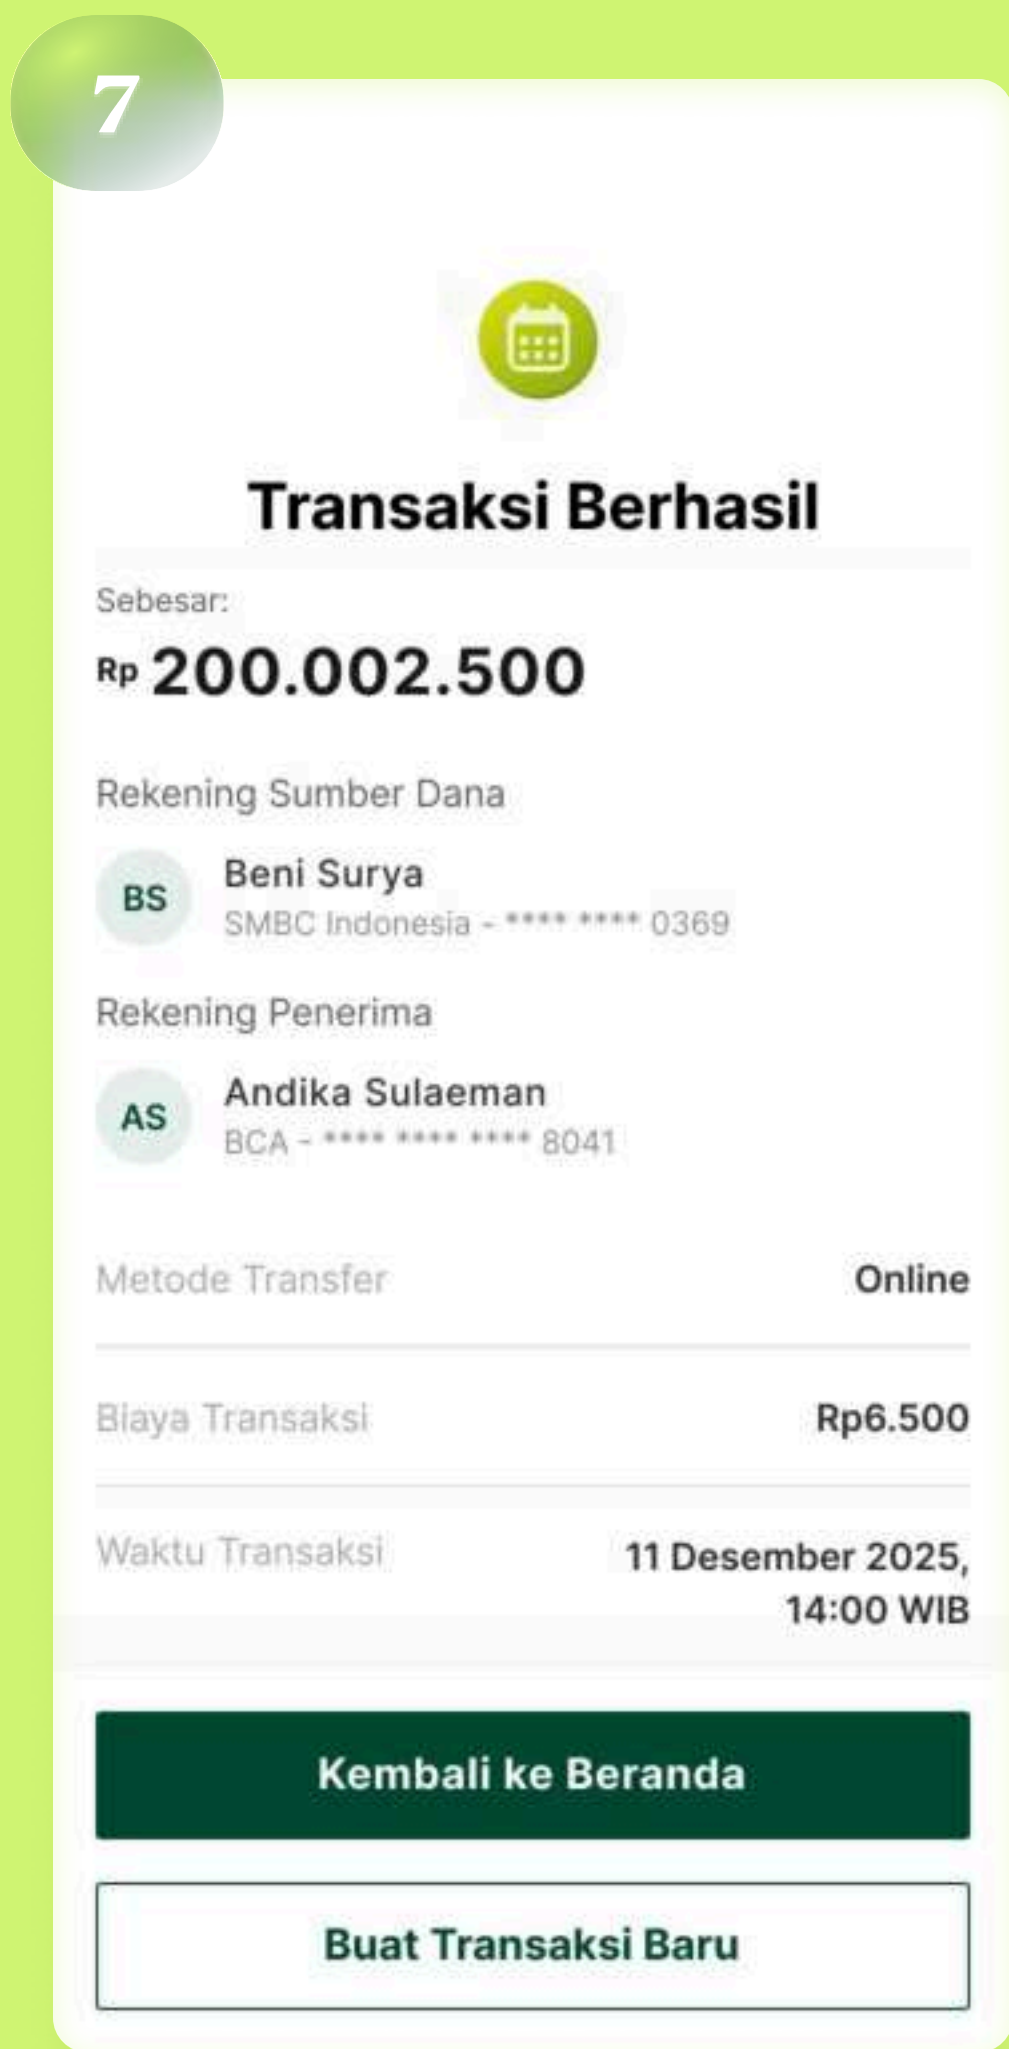 7
Transaksi Berhasil
Sebesar:
Rp 200.002.500
Rekening Sumber Dana
BS
Beni Surya
SMBC Indonesia - **** **** 0369
Rekening Penerima
AS
Andika Sulaeman
BCA - **** **** **** 8041
Metode Transfer Online
Biaya Transaksi Rp6.500
Waktu Transaksi 11 Desember 2025,
14:00 WIB
Kembali ke Beranda
Buat Transaksi Baru